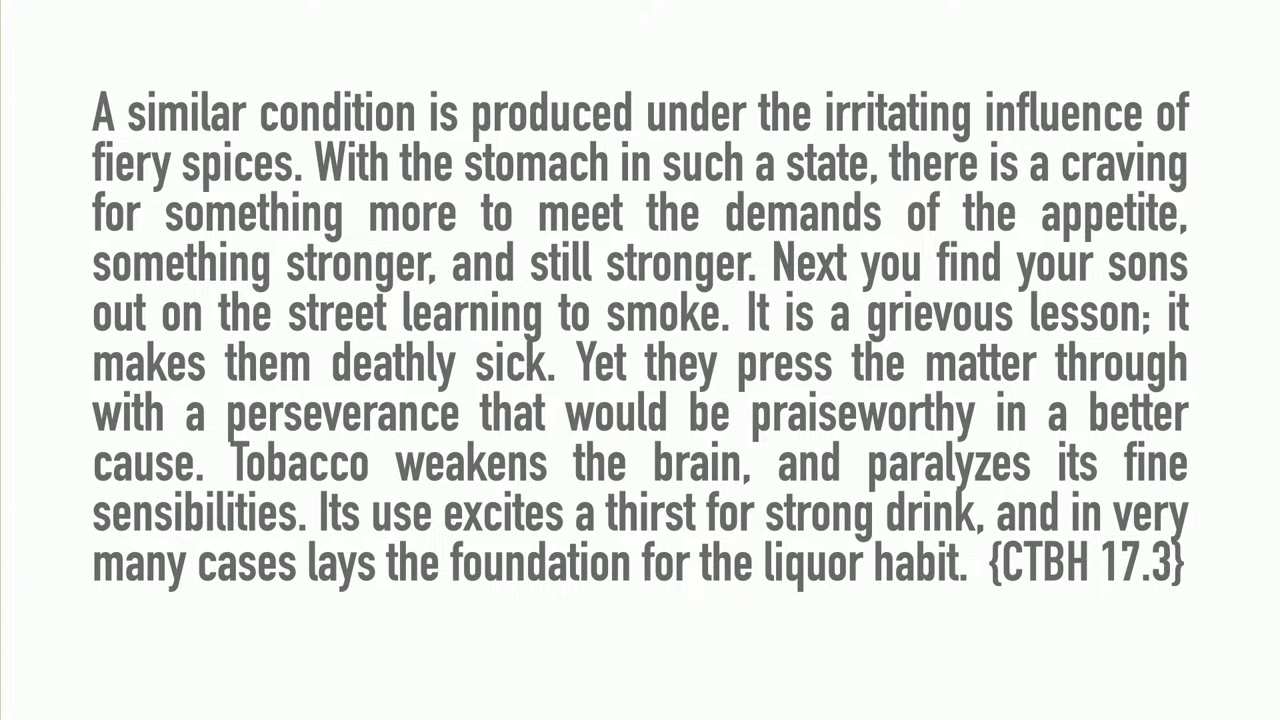 A similar condition is produced under the irritating influence of
fiery spices. With the stomach in such a state, there is a craving
for something more to meet the demands of the appetite,
something stronger, and still stronger. Next you find your sons
out on the street learning to smoke. It is a grievous lesson; it
makes them deathly sick. Yet they press the matter through
with a perseverance that would be praiseworthy in a better
cause. Tobacco weakens the brain, and paralyzes its fine
sensibilities. Its use excites a thirst for strong drink, and in very
many cases lays the foundation for the liquor habit. {CTBH 17.3}